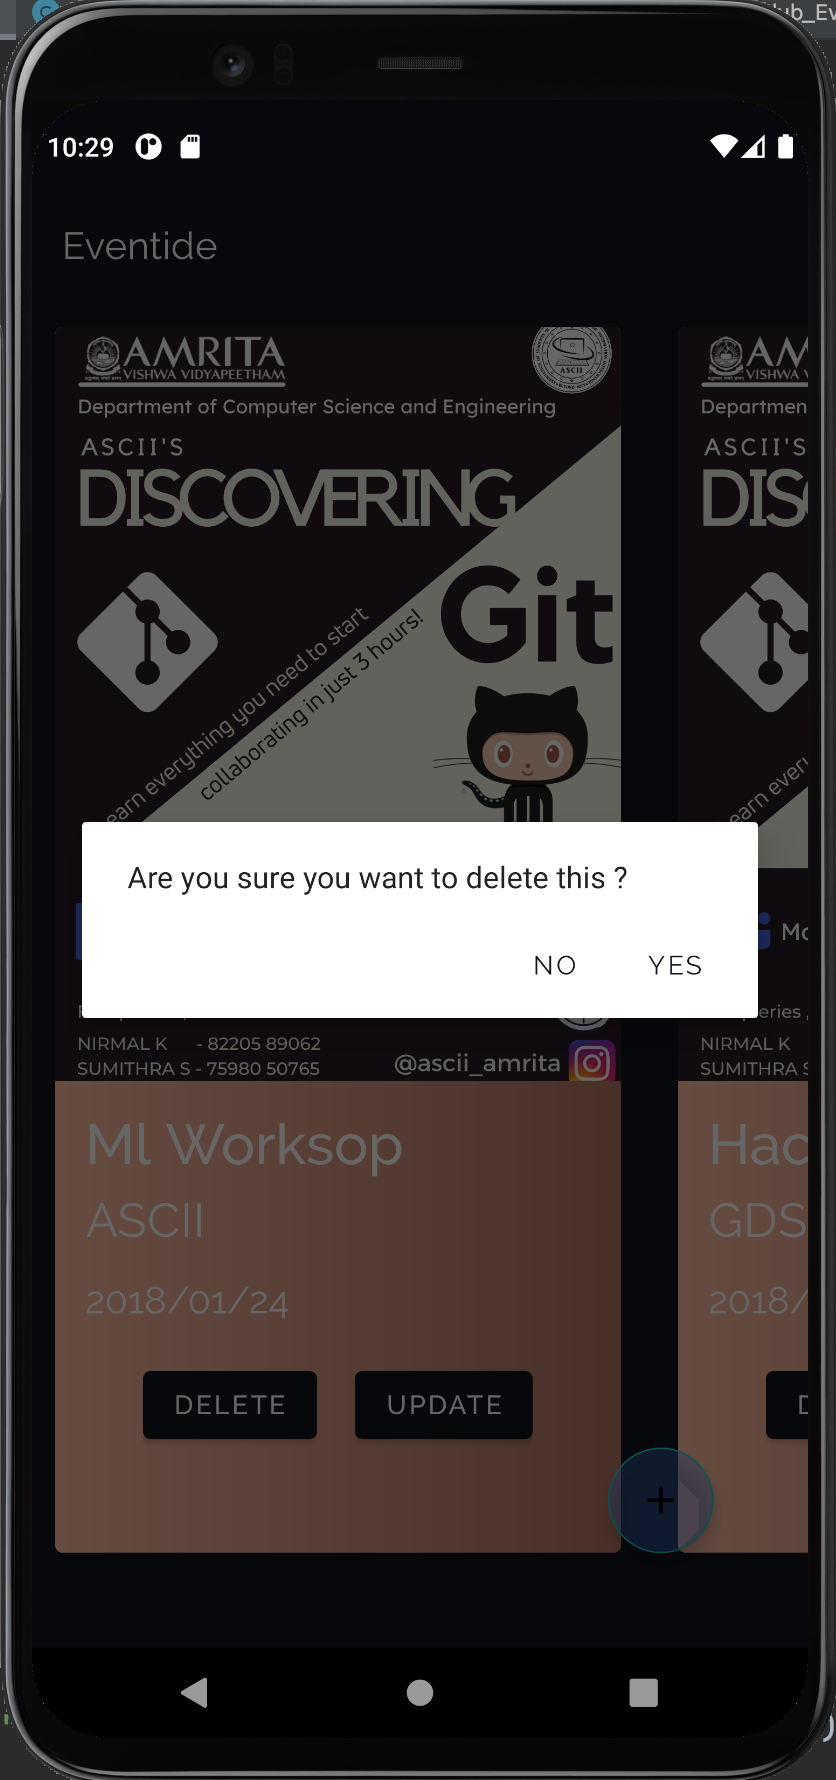 ub_Ev
10:29
Eventide
AMRITA
VISHWA VIDYAPEETHAM
ASCII
Department of Computer Science and Engineering
ASCII'S
DISCOVERING
Git
earn everything you need to start
collaborating in just 3 hours!
AM
VISHWA V
Departmen
ASCII'S
DISC
earn every
Are you sure you want to delete this ?
NO YES
Mo
eries ,
NIRMAL K - 82205 89062
SUMITHRA S - 75980 50765
@ascii_amrita
NIRMAL K
SUMITHRA S
Ml Worksop
ASCII
2018/01/24
DELETE UPDATE
Hac
GDS
2018/
D
+